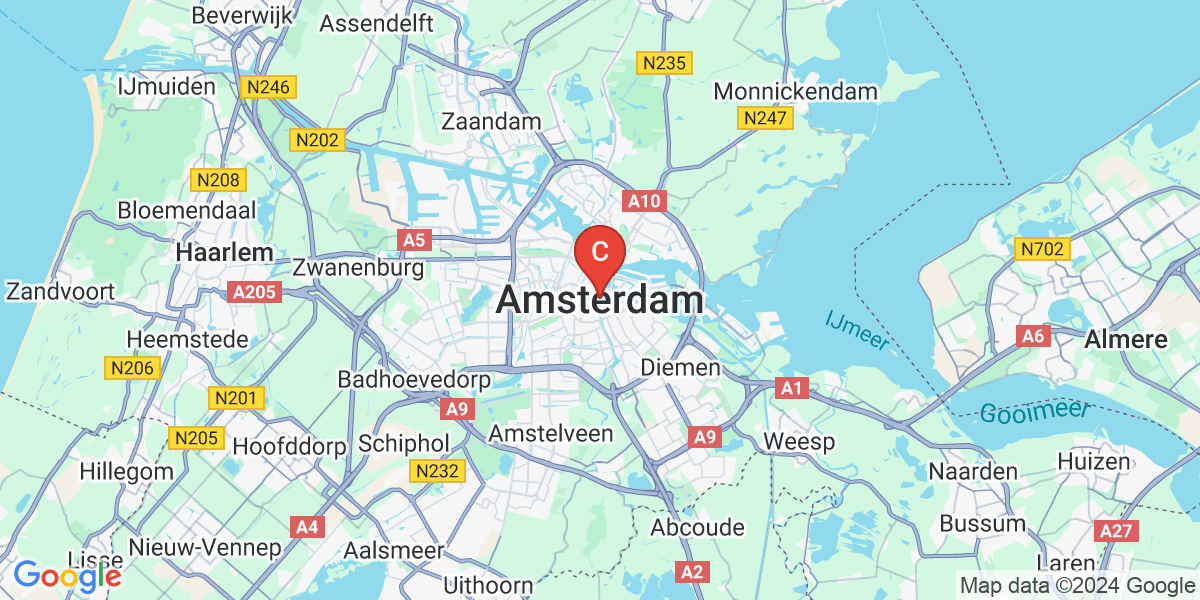 Beverwijk
Assendelft
N235
IJmuiden
N246
Monnickendam
N247
Zaandam
N202
N208
A10
Bloemendaal
A5
Haarlem
C
N702
Zwanenburg
Zandvoort
A205
Amsterdam
IJmeer
Heemstede
A6
Almere
N206
Badhoevedorp
Diemen
A1
N201
A9
Gooimeer
N205
Hoofddorp
Schiphol
Amstelveen
A9
Weesp
Hillegom
N232
Naarden
Huizen
A4
Abcoude
Bussum
A27
Nieuw-Vennep
Aalsmeer
Lisse
Laren
Google
Uithoorn
A2
Map data ©2024 Google